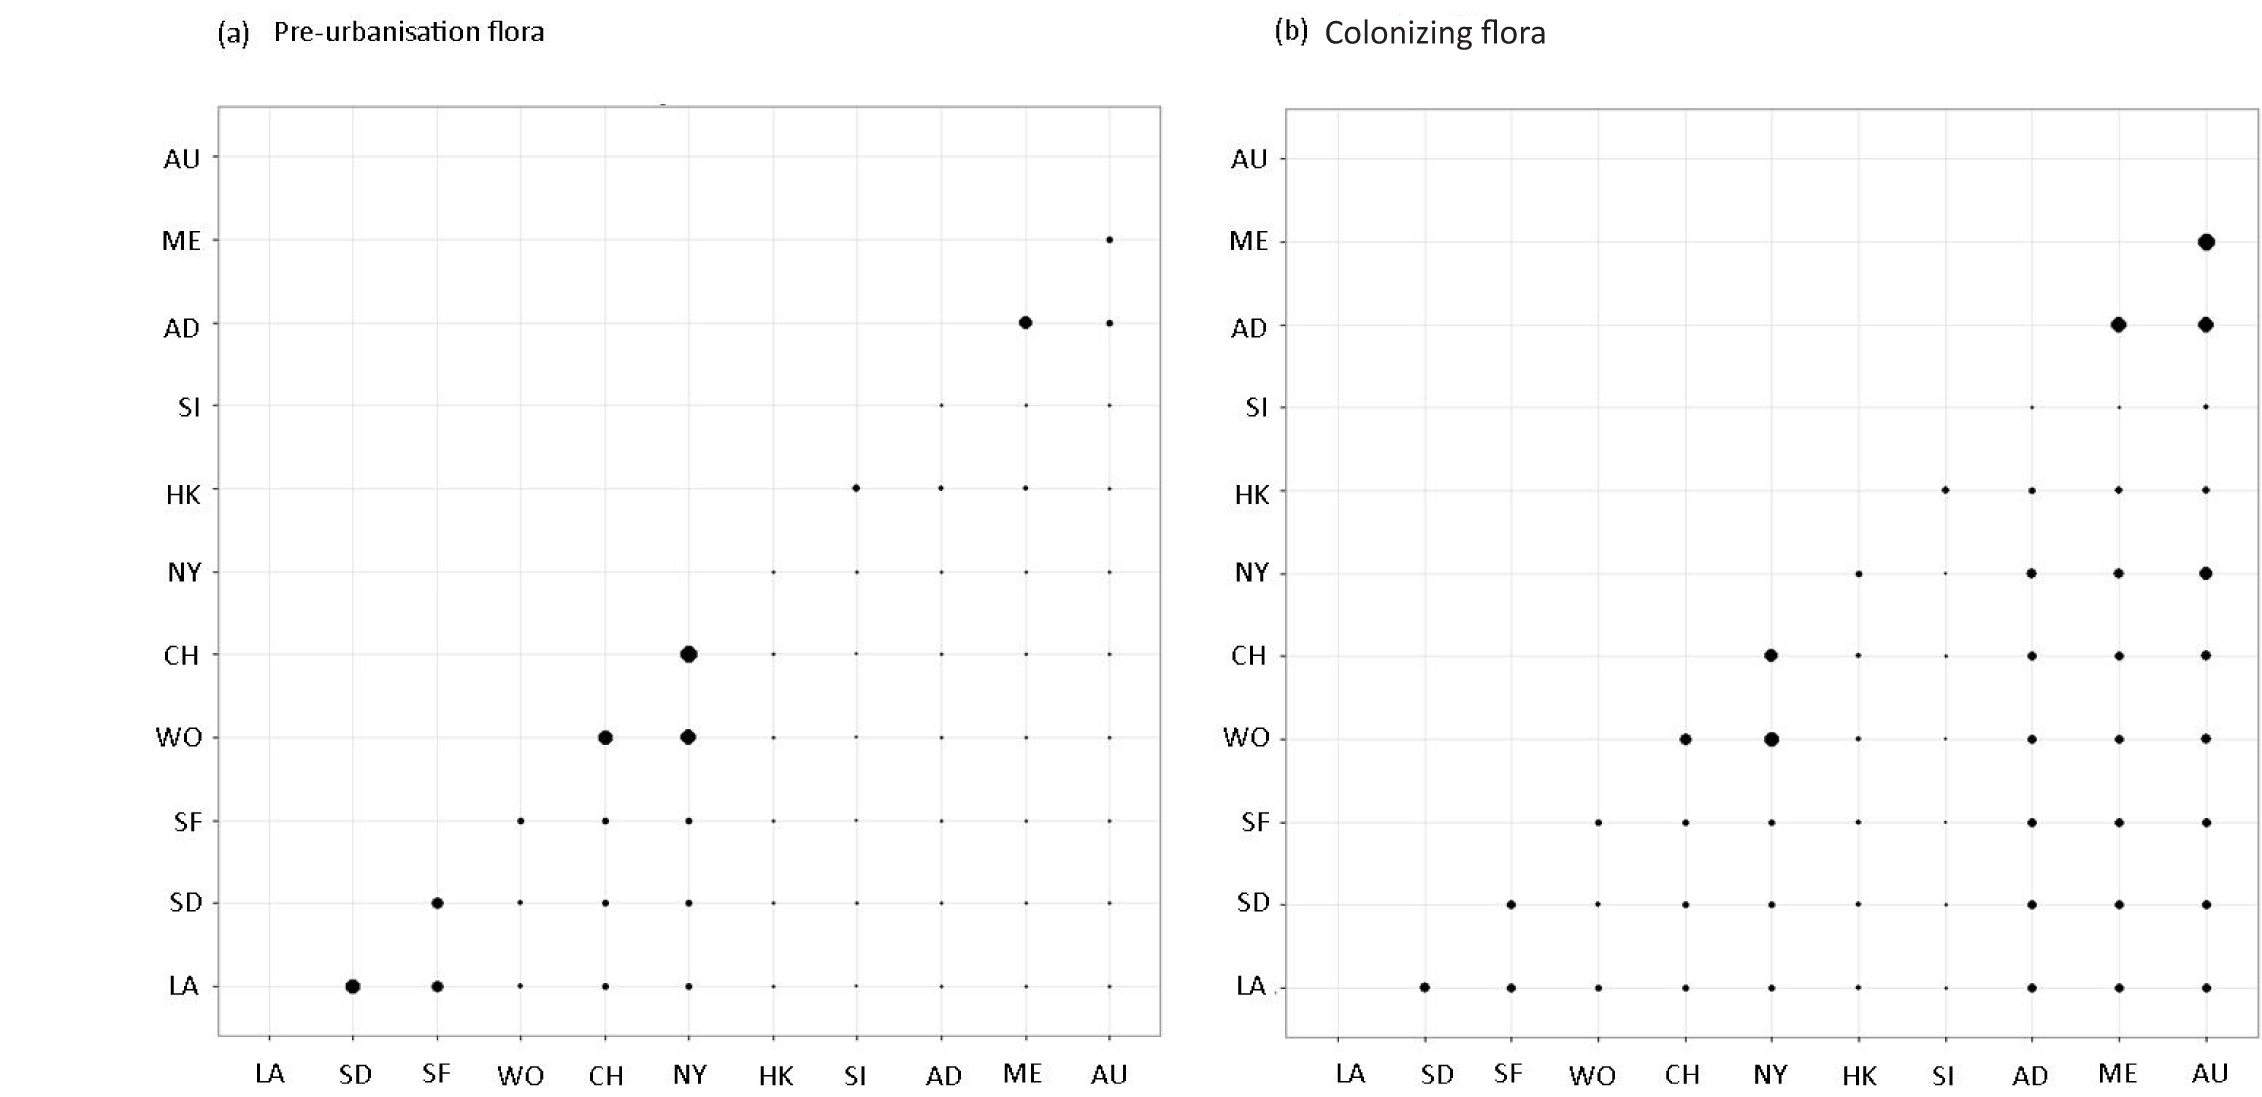 (a) Pre-urbanisation flora
AU
ME
AD
SI
HK
NY
CH
WO
SF
SD
LA
LA SD SF WO CH NY HK SI AD ME AU
(b) Colonizing flora
AU
ME
AD
SI
HK
NY
CH
WO
SF
SD
LA
LA SD SF WO CH NY HK SI AD ME AU